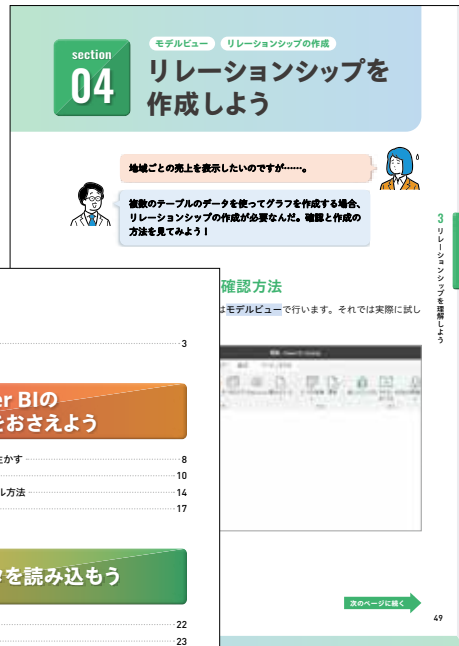 section
04
モデルビュー リレーションシップの作成
リレーションシップを
作成しよう
地域ごとの売上を表示したいのですが……。
複数のテーブルのデータを使ってグラフを作成する場合、
リレーションシップの作成が必要なんだ。確認と作成の
方法を見てみよう！
3
リレーションシップを理解しよう
確認方法
はモデルビューで行います。それでは実際に試し
次のページに続く
49
3
er BIの
をおさえよう
生かす 8
10
ル方法 14
17
を読み込もう
22
23